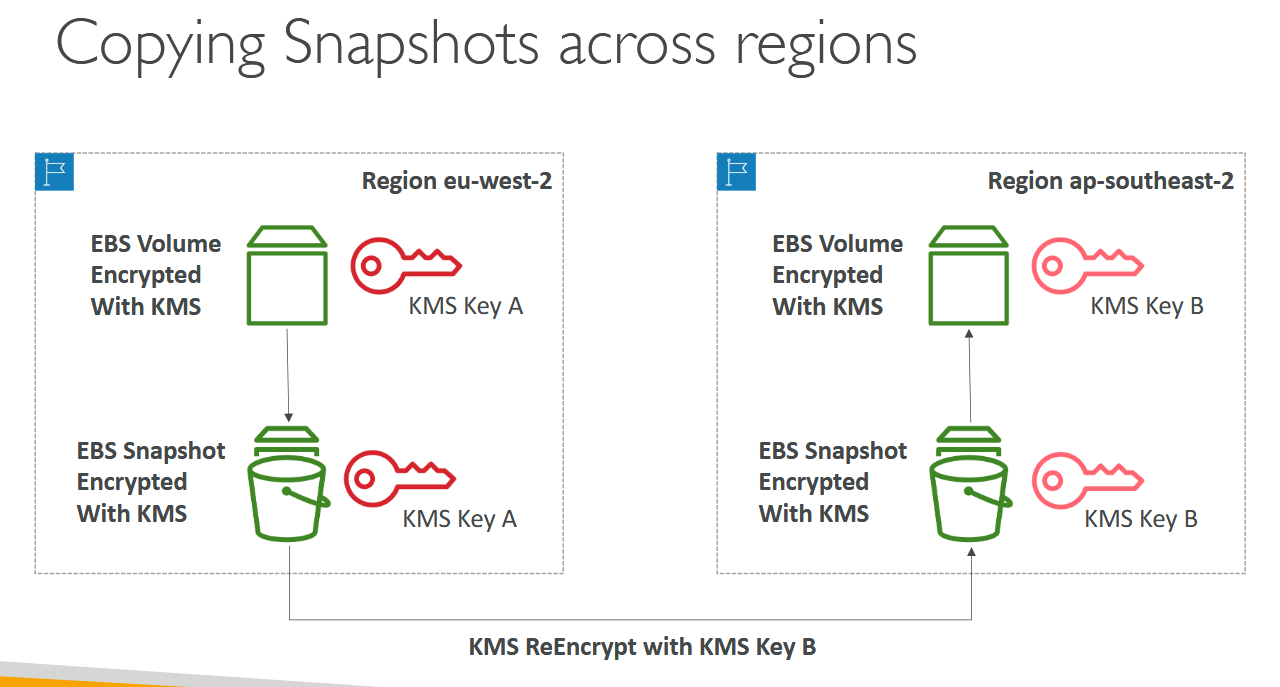 Copying Snapshots across regions
Region eu-west-2
EBS Volume
Encrypted
With KMS
KMS Key A
EBS Snapshot
Encrypted
With KMS
KMS Key A
Region ap-southeast-2
EBS Volume
Encrypted
With KMS
KMS Key B
EBS Snapshot
Encrypted
With KMS
KMS Key B
KMS ReEncrypt with KMS Key B